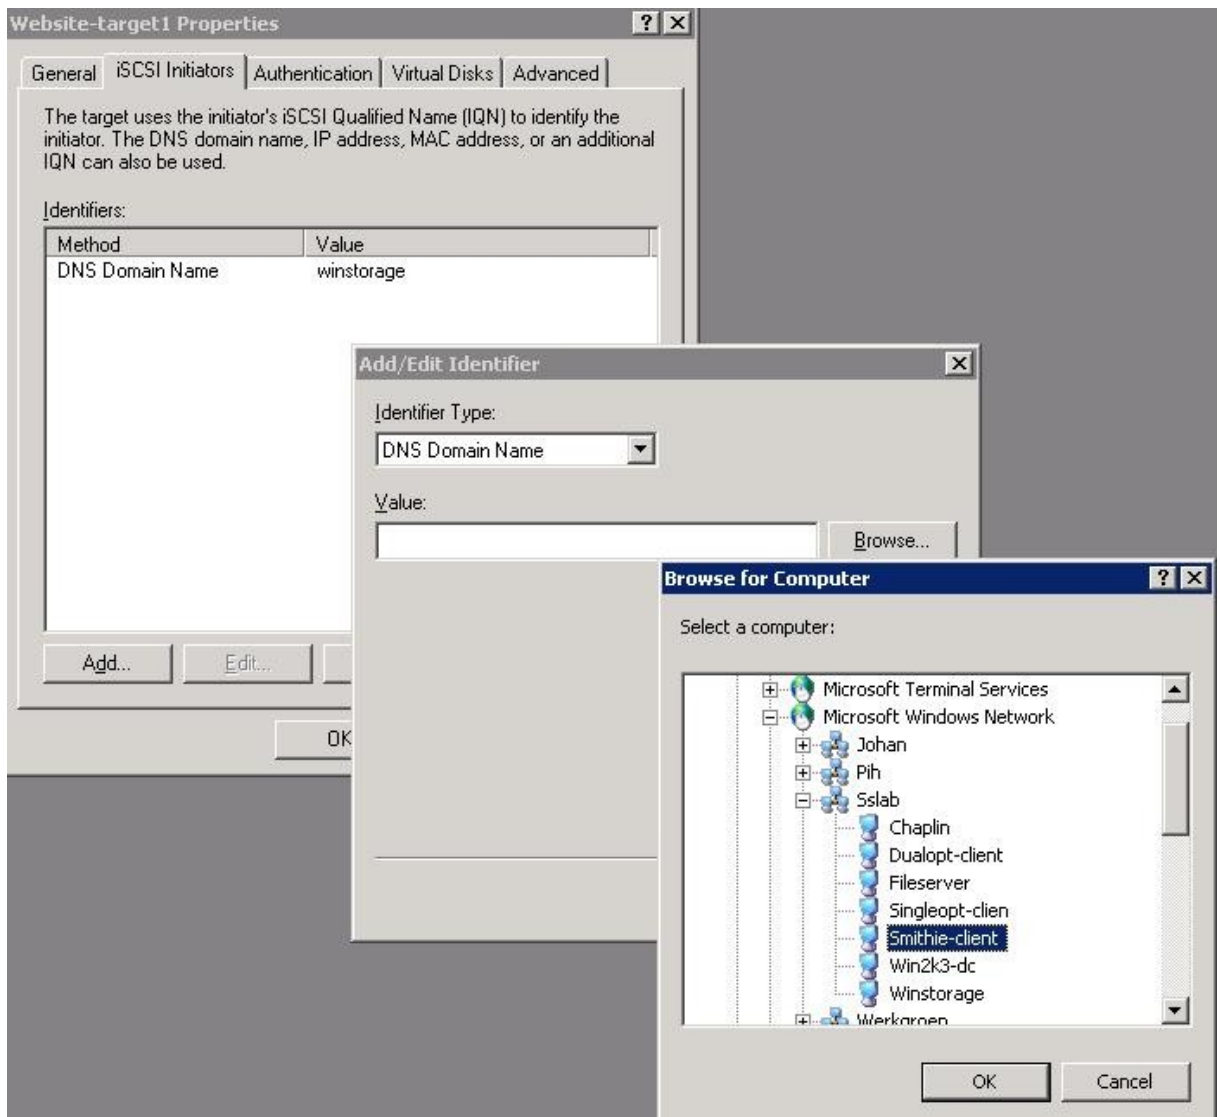 Website-target1 Properties
General iSCSI Initiators Authentication Virtual Disks Advanced
The target uses the initiator's iSCSI Qualified Name (IQN) to identify the
initiator. The DNS domain name, IP address, MAC address, or an additional
IQN can also be used.
Identifiers:
Method Value
DNS Domain Name winstorage
Add... Edit...
OK
Add/Edit Identifier
Identifier Type:
DNS Domain Name
Value:
Browse...
Browse for Computer
Select a computer:
Microsoft Terminal Services
Microsoft Windows Network
Johan
Pih
Sslab
Chaplin
Dualopt-client
Fileserver
Singleopt-clien
Smithie-client
Win2k3-dc
Winstorage
Werkgroep
OK Cancel